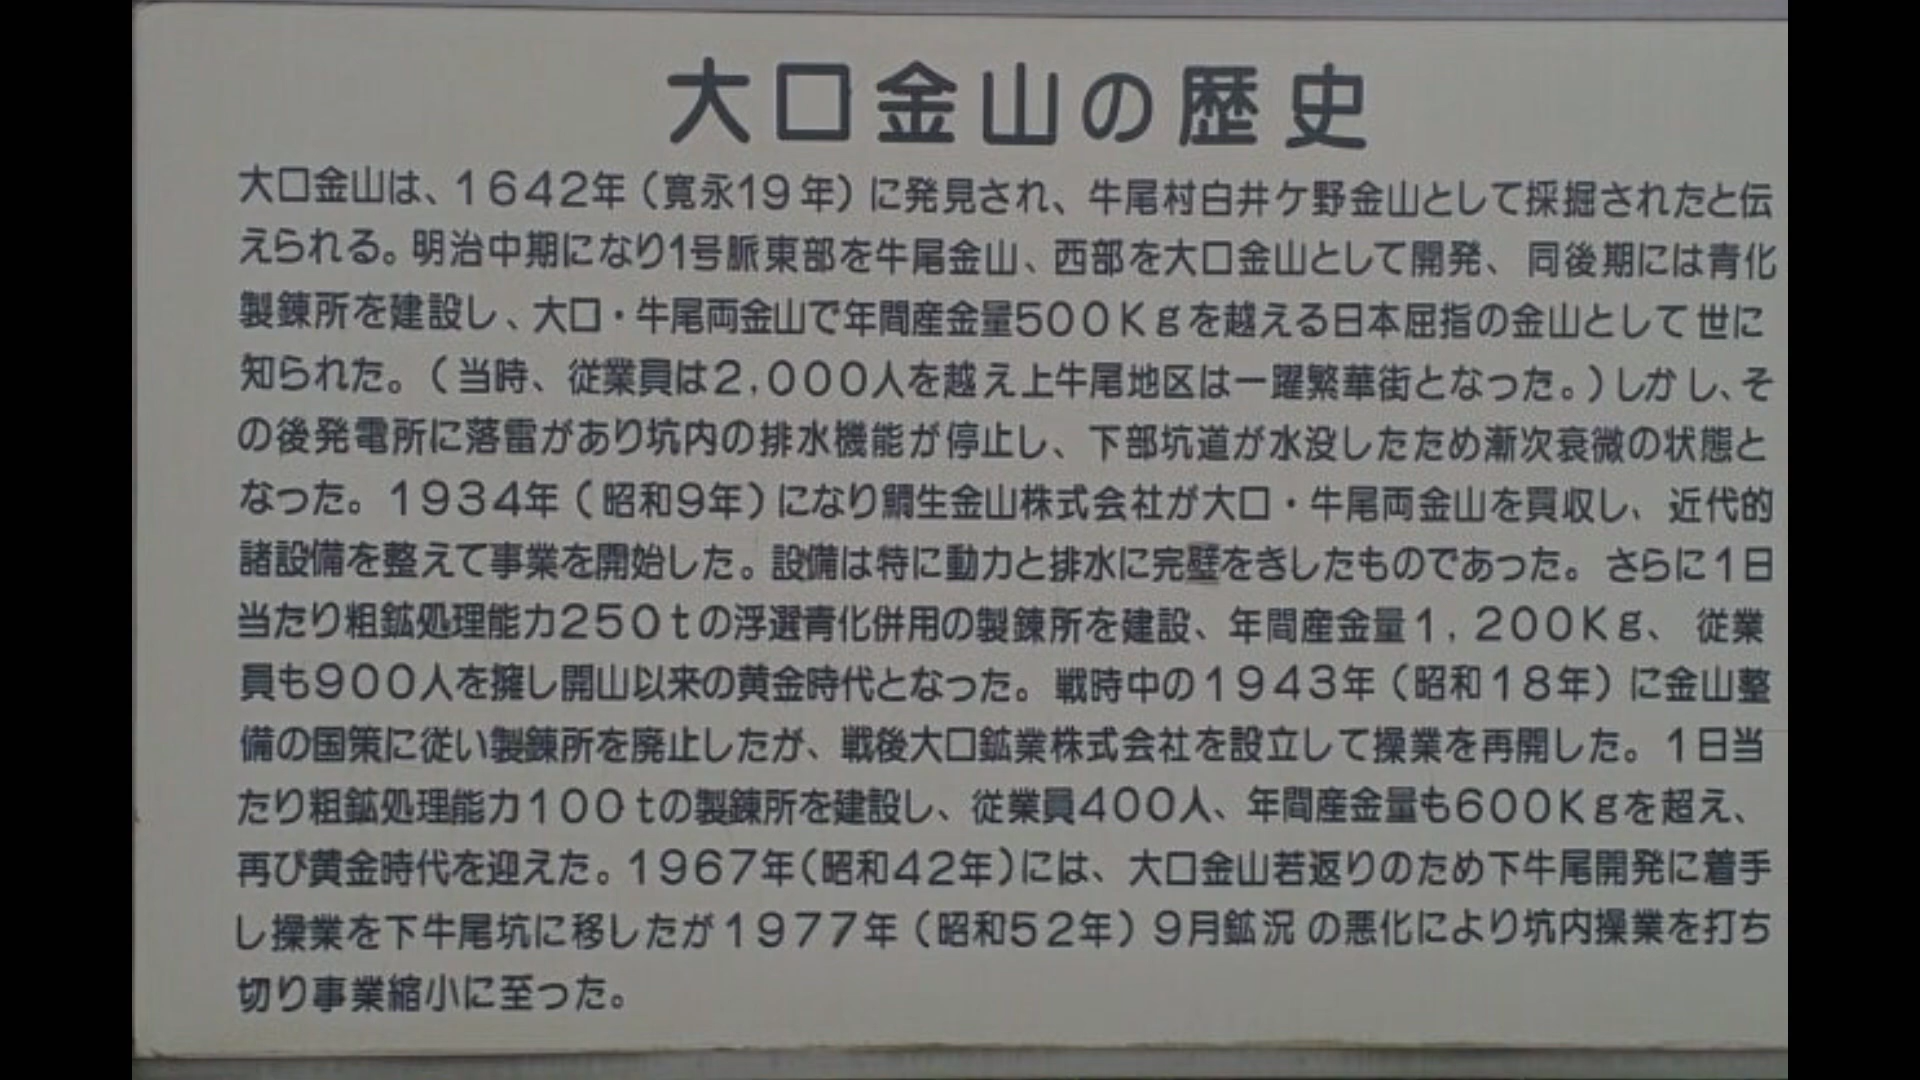 大口金山の歴史
大口金山は、1642年（寛永19年）に発見され、牛尾村白井ケ野金山として採掘されたと伝
えられる。明治中期になり1号脈東部を牛尾金山、西部を大口金山として開発、同後期には青化
製錬所を建設し、大口・牛尾両金山で年間産金量500Kgを越える日本屈指の金山として世に
知られた。（当時、従業員は2,000人を越え上牛尾地区は一躍繁華街となった。）しかし、そ
の後発電所に落雷があり坑内の排水機能が停止し、下部坑道が水没したため漸次衰微の状態と
なった。1934年（昭和9年）になり鯛生金山株式会社が大口・牛尾両金山を買収し、近代的
諸設備を整えて事業を開始した。設備は特に動力と排水に完璧をきしたものであった。さらに1日
当たり粗鉱処理能力250tの浮選青化併用の製錬所を建設、年間産金量1,200Kg、従業
員も900人を擁し開山以来の黄金時代となった。戦時中の1943年（昭和18年）に金山整
備の国策に従い製錬所を廃止したが、戦後大口鉱業株式会社を設立して操業を再開した。1日当
たり粗鉱処理能力100tの製錬所を建設し、従業員400人、年間産金量も600Kgを超え、
再び黄金時代を迎えた。1967年（昭和42年）には、大口金山若返りのため下牛尾開発に着手
し操業を下牛尾坑に移したが1977年（昭和52年）9月鉱況の悪化により坑内操業を打ち
切り事業縮小に至った。